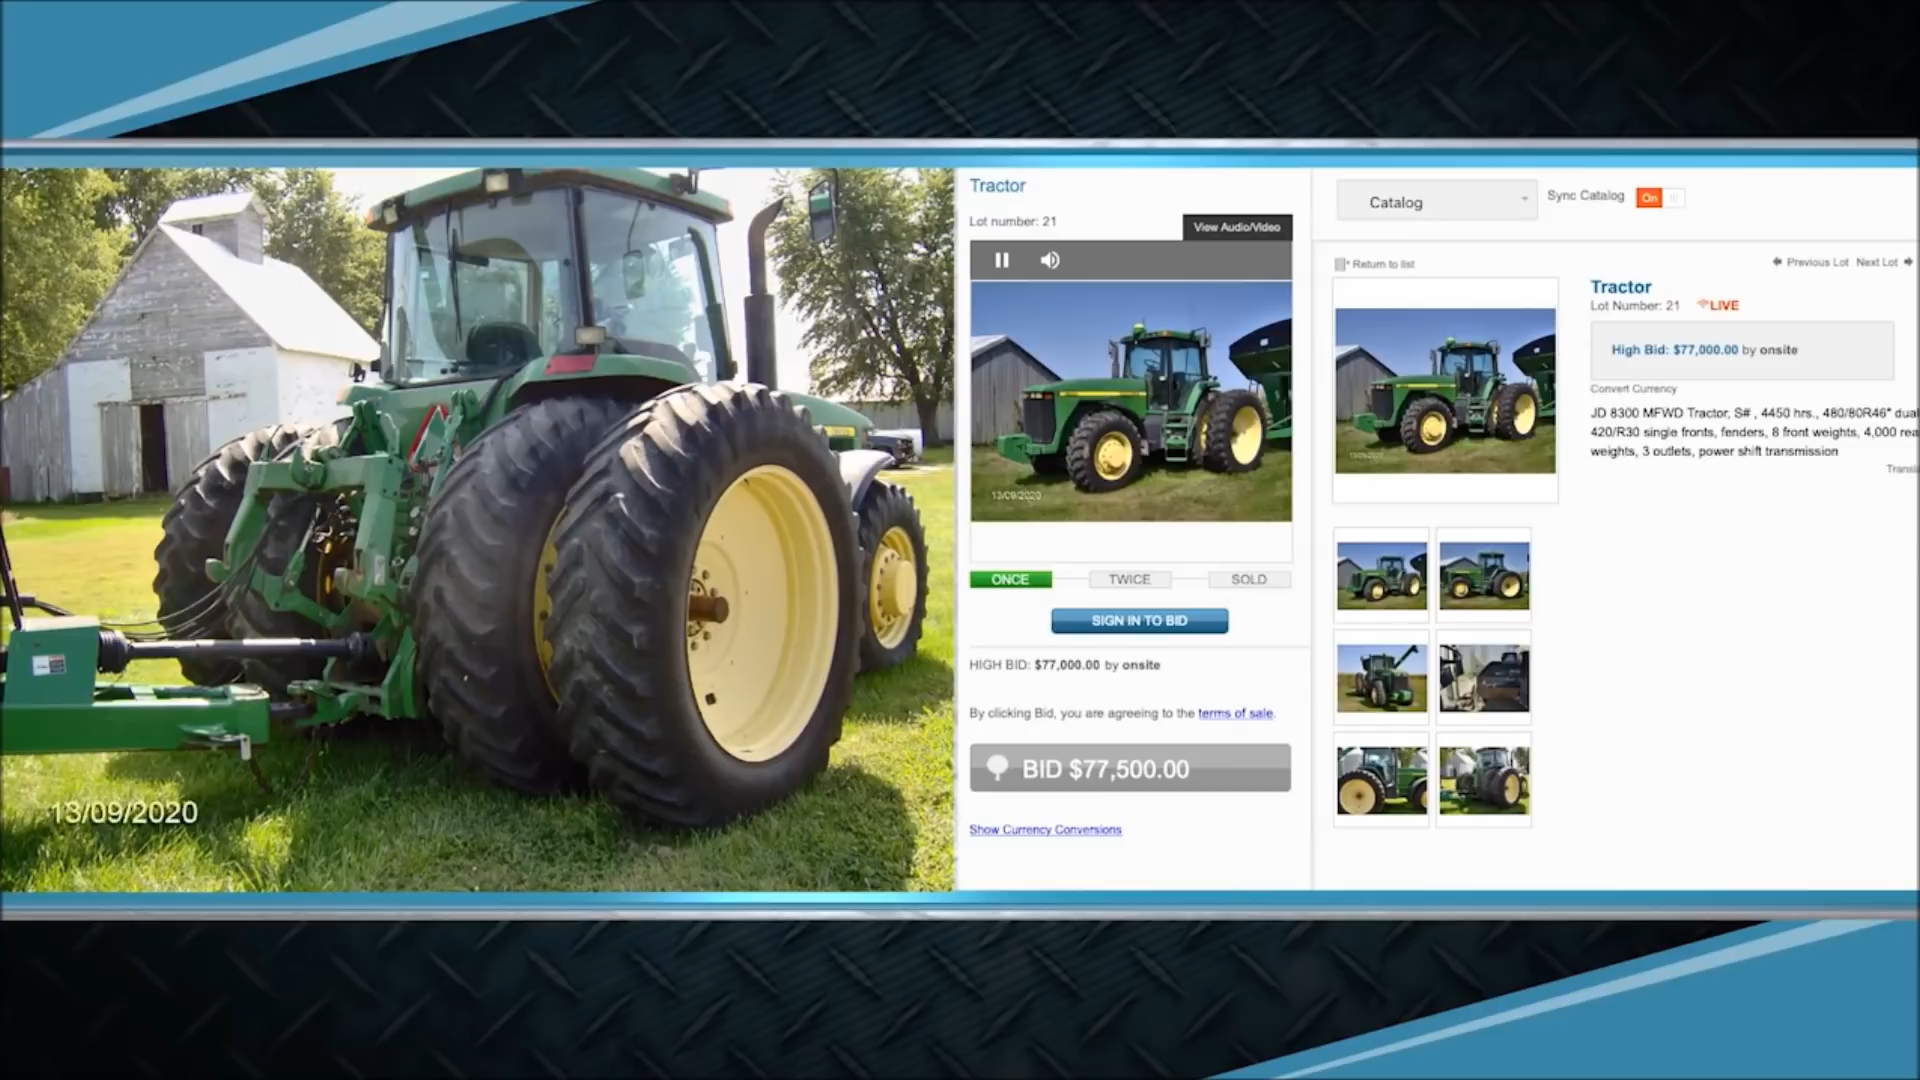 13/09/2020
Tractor
Lot number: 21
View Audio/Video
13/09/2020
ONCE
TWICE
SOLD
SIGN IN TO BID
HIGH BID: $77,000.00 by onsite
By clicking Bid, you are agreeing to the terms of sale.
BID $77,500.00
Show Currency Conversions
Catalog
Sync Catalog
On
Return to list
Previous Lot Next Lot
Tractor
Lot Number: 21 LIVE
High Bid: $77,000.00 by onsite
Convert Currency
JD 8300 MFWD Tractor, S# , 4450 hrs., 480/80R46" dual
420/R30 single fronts, fenders, 8 front weights, 4,000 rea
weights, 3 outlets, power shift transmission
Transla
13/09/2020